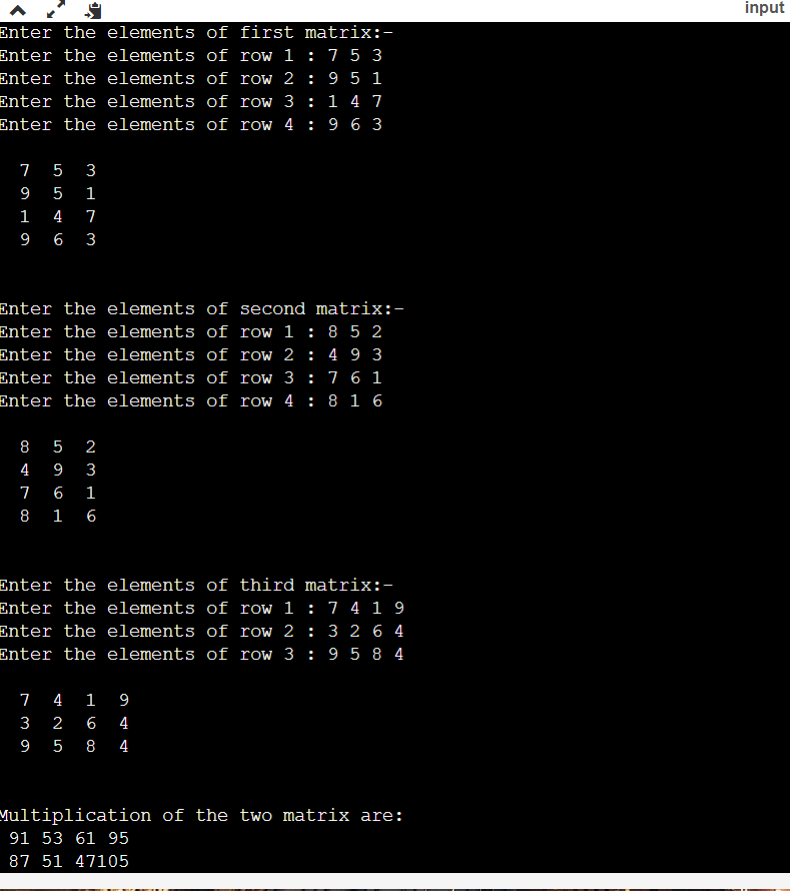 input
Enter the elements of first matrix:-
Enter the elements of row 1 : 7 5 3
Enter the elements of row 2 : 9 5 1
Enter the elements of row 3 : 1 4 7
Enter the elements of row 4 : 9 6 3
7 5 3
9 5 1
1 4 7
9 6 3
Enter the elements of second matrix:-
Enter the elements of row 1 : 8 5 2
Enter the elements of row 2 : 4 9 3
Enter the elements of row 3 : 7 6 1
Enter the elements of row 4 : 8 1 6
8 5 2
4 9 3
7 6 1
8 1 6
Enter the elements of third matrix:-
Enter the elements of row 1 : 7 4 1 9
Enter the elements of row 2 : 3 2 6 4
Enter the elements of row 3 : 9 5 8 4
7 4 1 9
3 2 6 4
9 5 8 4
Multiplication of the two matrix are:
91 53 61 95
87 51 47105